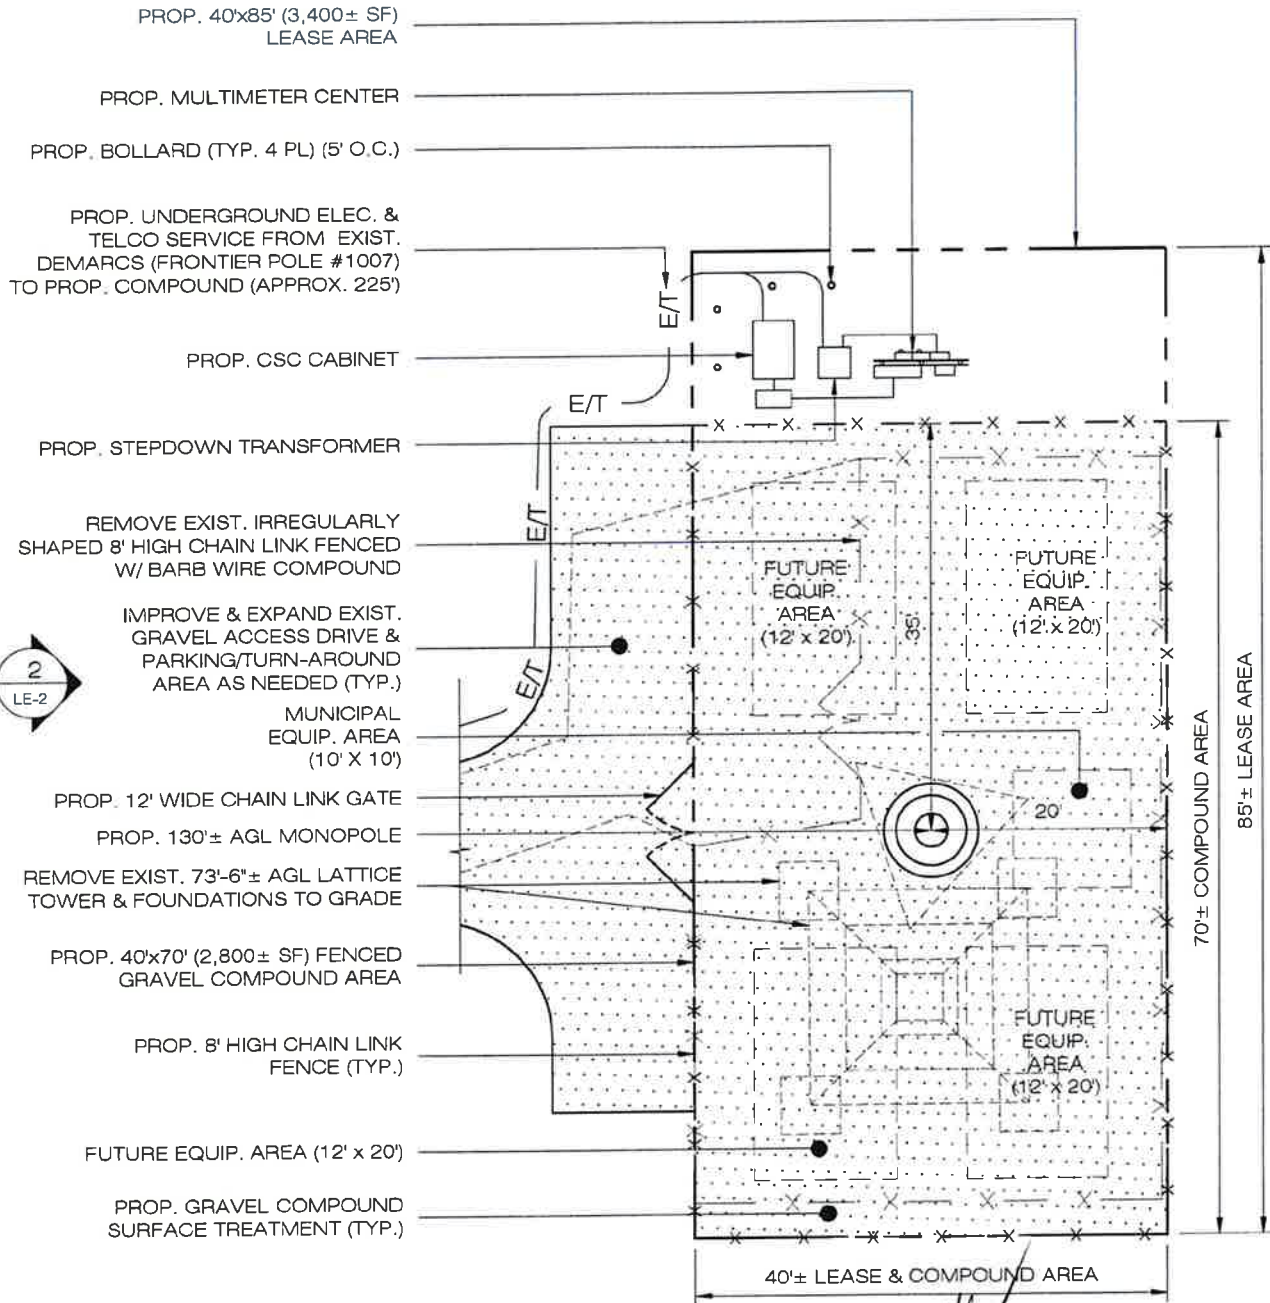 PROP. 40'x85' (3,400± SF)
LEASE AREA
PROP. MULTIMETER CENTER
PROP. BOLLARD (TYP. 4 PL) (5' O.C.)
PROP. UNDERGROUND ELEC. &
TELCO SERVICE FROM EXIST.
DEMARCS (FRONTIER POLE #1007)
TO PROP. COMPOUND (APPROX. 225')
E/T
PROP. CSC CABINET
E/T
PROP. STEPDOWN TRANSFORMER
REMOVE EXIST. IRREGULARLY
SHAPED 8' HIGH CHAIN LINK FENCED
W/ BARB WIRE COMPOUND
E/T
FUTURE
EQUIP.
AREA
(12' x 20')
FUTURE
EQUIP.
AREA
(12' x 20')
35'
IMPROVE & EXPAND EXIST.
GRAVEL ACCESS DRIVE &
PARKING/TURN-AROUND
AREA AS NEEDED (TYP.)
2
LE-2
E/T
MUNICIPAL
EQUIP. AREA
(10' X 10')
PROP. 12' WIDE CHAIN LINK GATE
20'
PROP. 130'± AGL MONOPOLE
REMOVE EXIST. 73'-6"± AGL LATTICE
TOWER & FOUNDATIONS TO GRADE
70'± COMPOUND AREA
85'± LEASE AREA
PROP. 40'x70' (2,800± SF) FENCED
GRAVEL COMPOUND AREA
PROP. 8' HIGH CHAIN LINK
FENCE (TYP.)
FUTURE
EQUIP.
AREA
(12' x 20')
FUTURE EQUIP. AREA (12' x 20')
PROP. GRAVEL COMPOUND
SURFACE TREATMENT (TYP.)
40'± LEASE & COMPOUND AREA